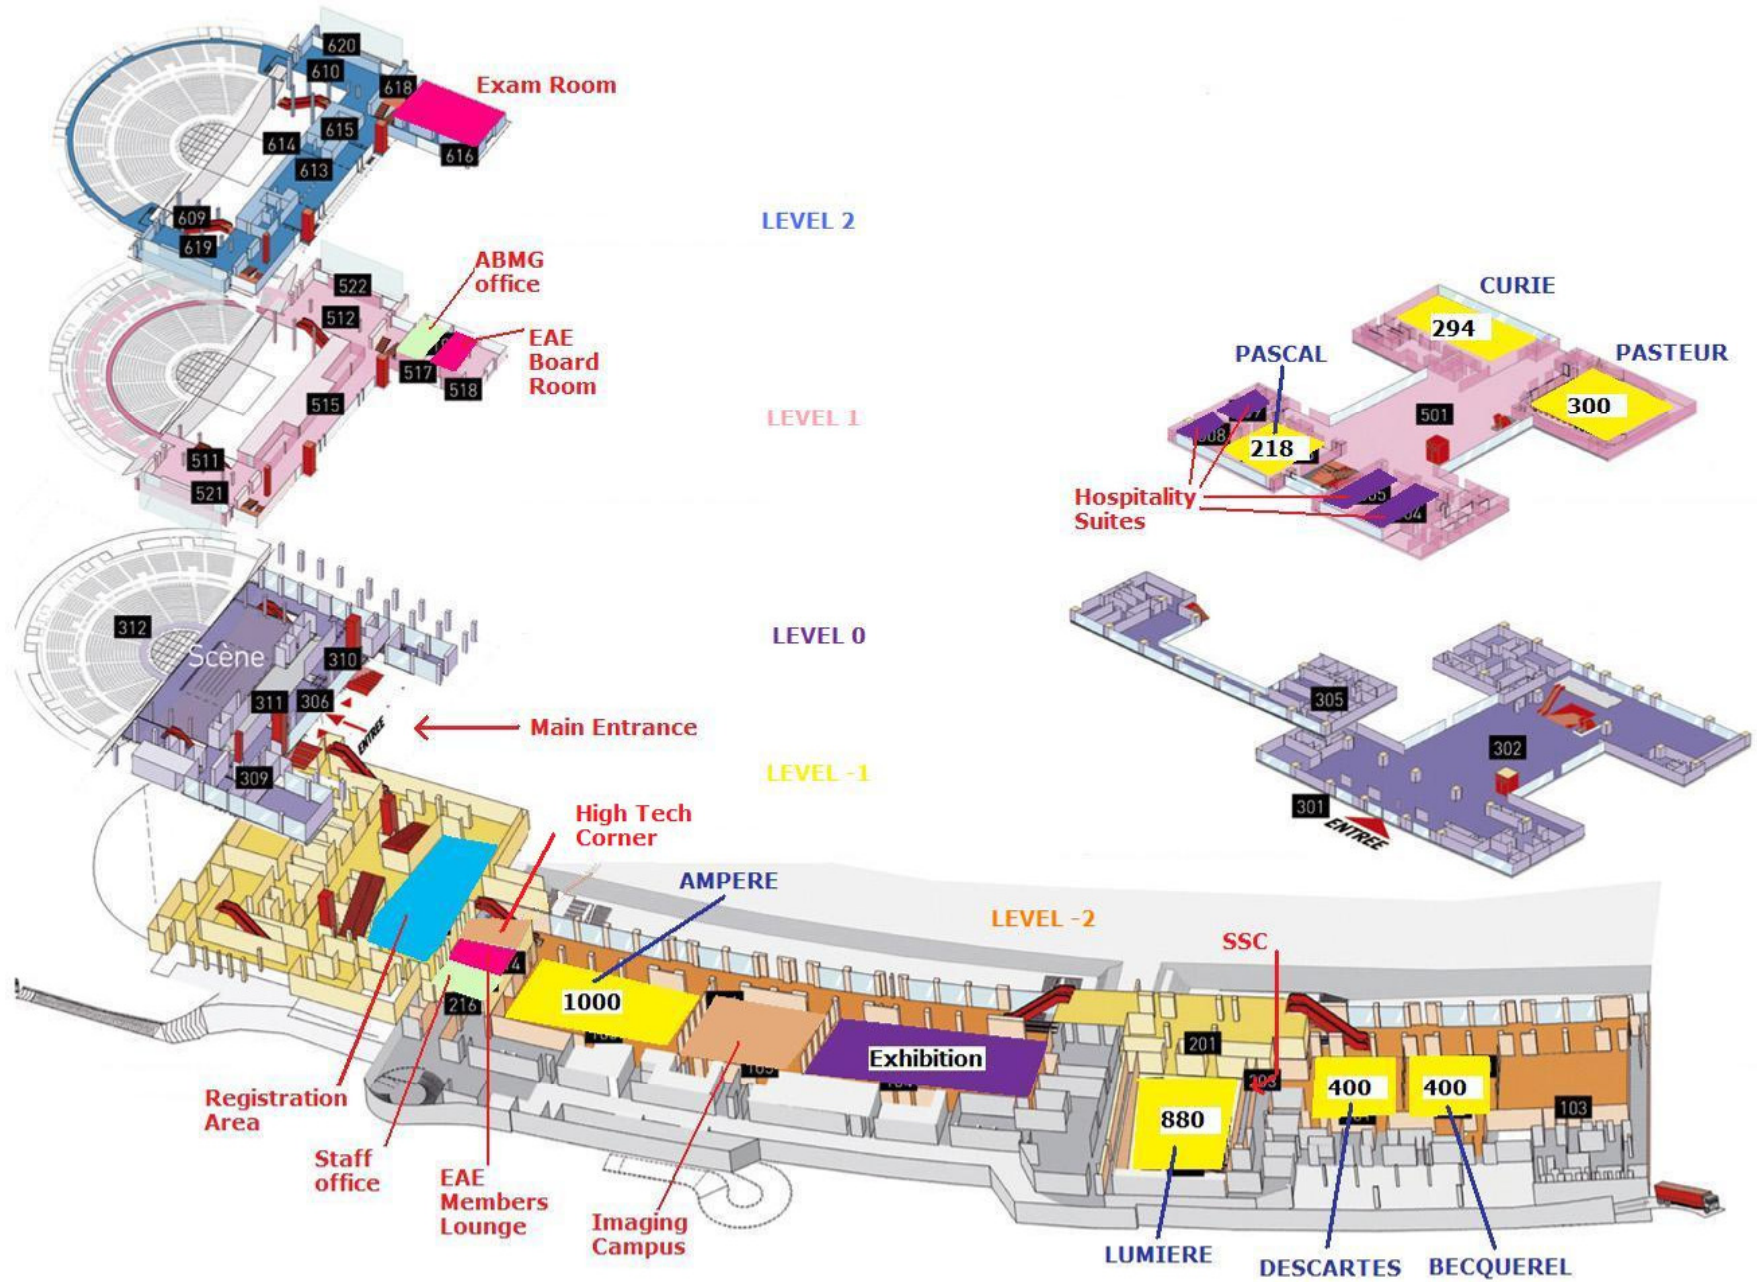 620
610
618
Exam Room
615
614
616
613
609
619
LEVEL 2
ABMG
office
522
512
EAE
Board
Room
517
518
515
511
521
LEVEL 1
CURIE
294
PASCAL
PASTEUR
300
501
218
Hospitality
Suites
312
Scène
310
311
306
ENTREE
Main Entrance
309
LEVEL 0
305
302
301
ENTREE
LEVEL -1
High Tech
Corner
AMPERE
LEVEL -2
SSC
1000
216
Exhibition
201
203
400
400
880
103
Registration
Area
Staff
office
EAE
Members
Lounge
Imaging
Campus
LUMIERE
DESCARTES
BECQUEREL